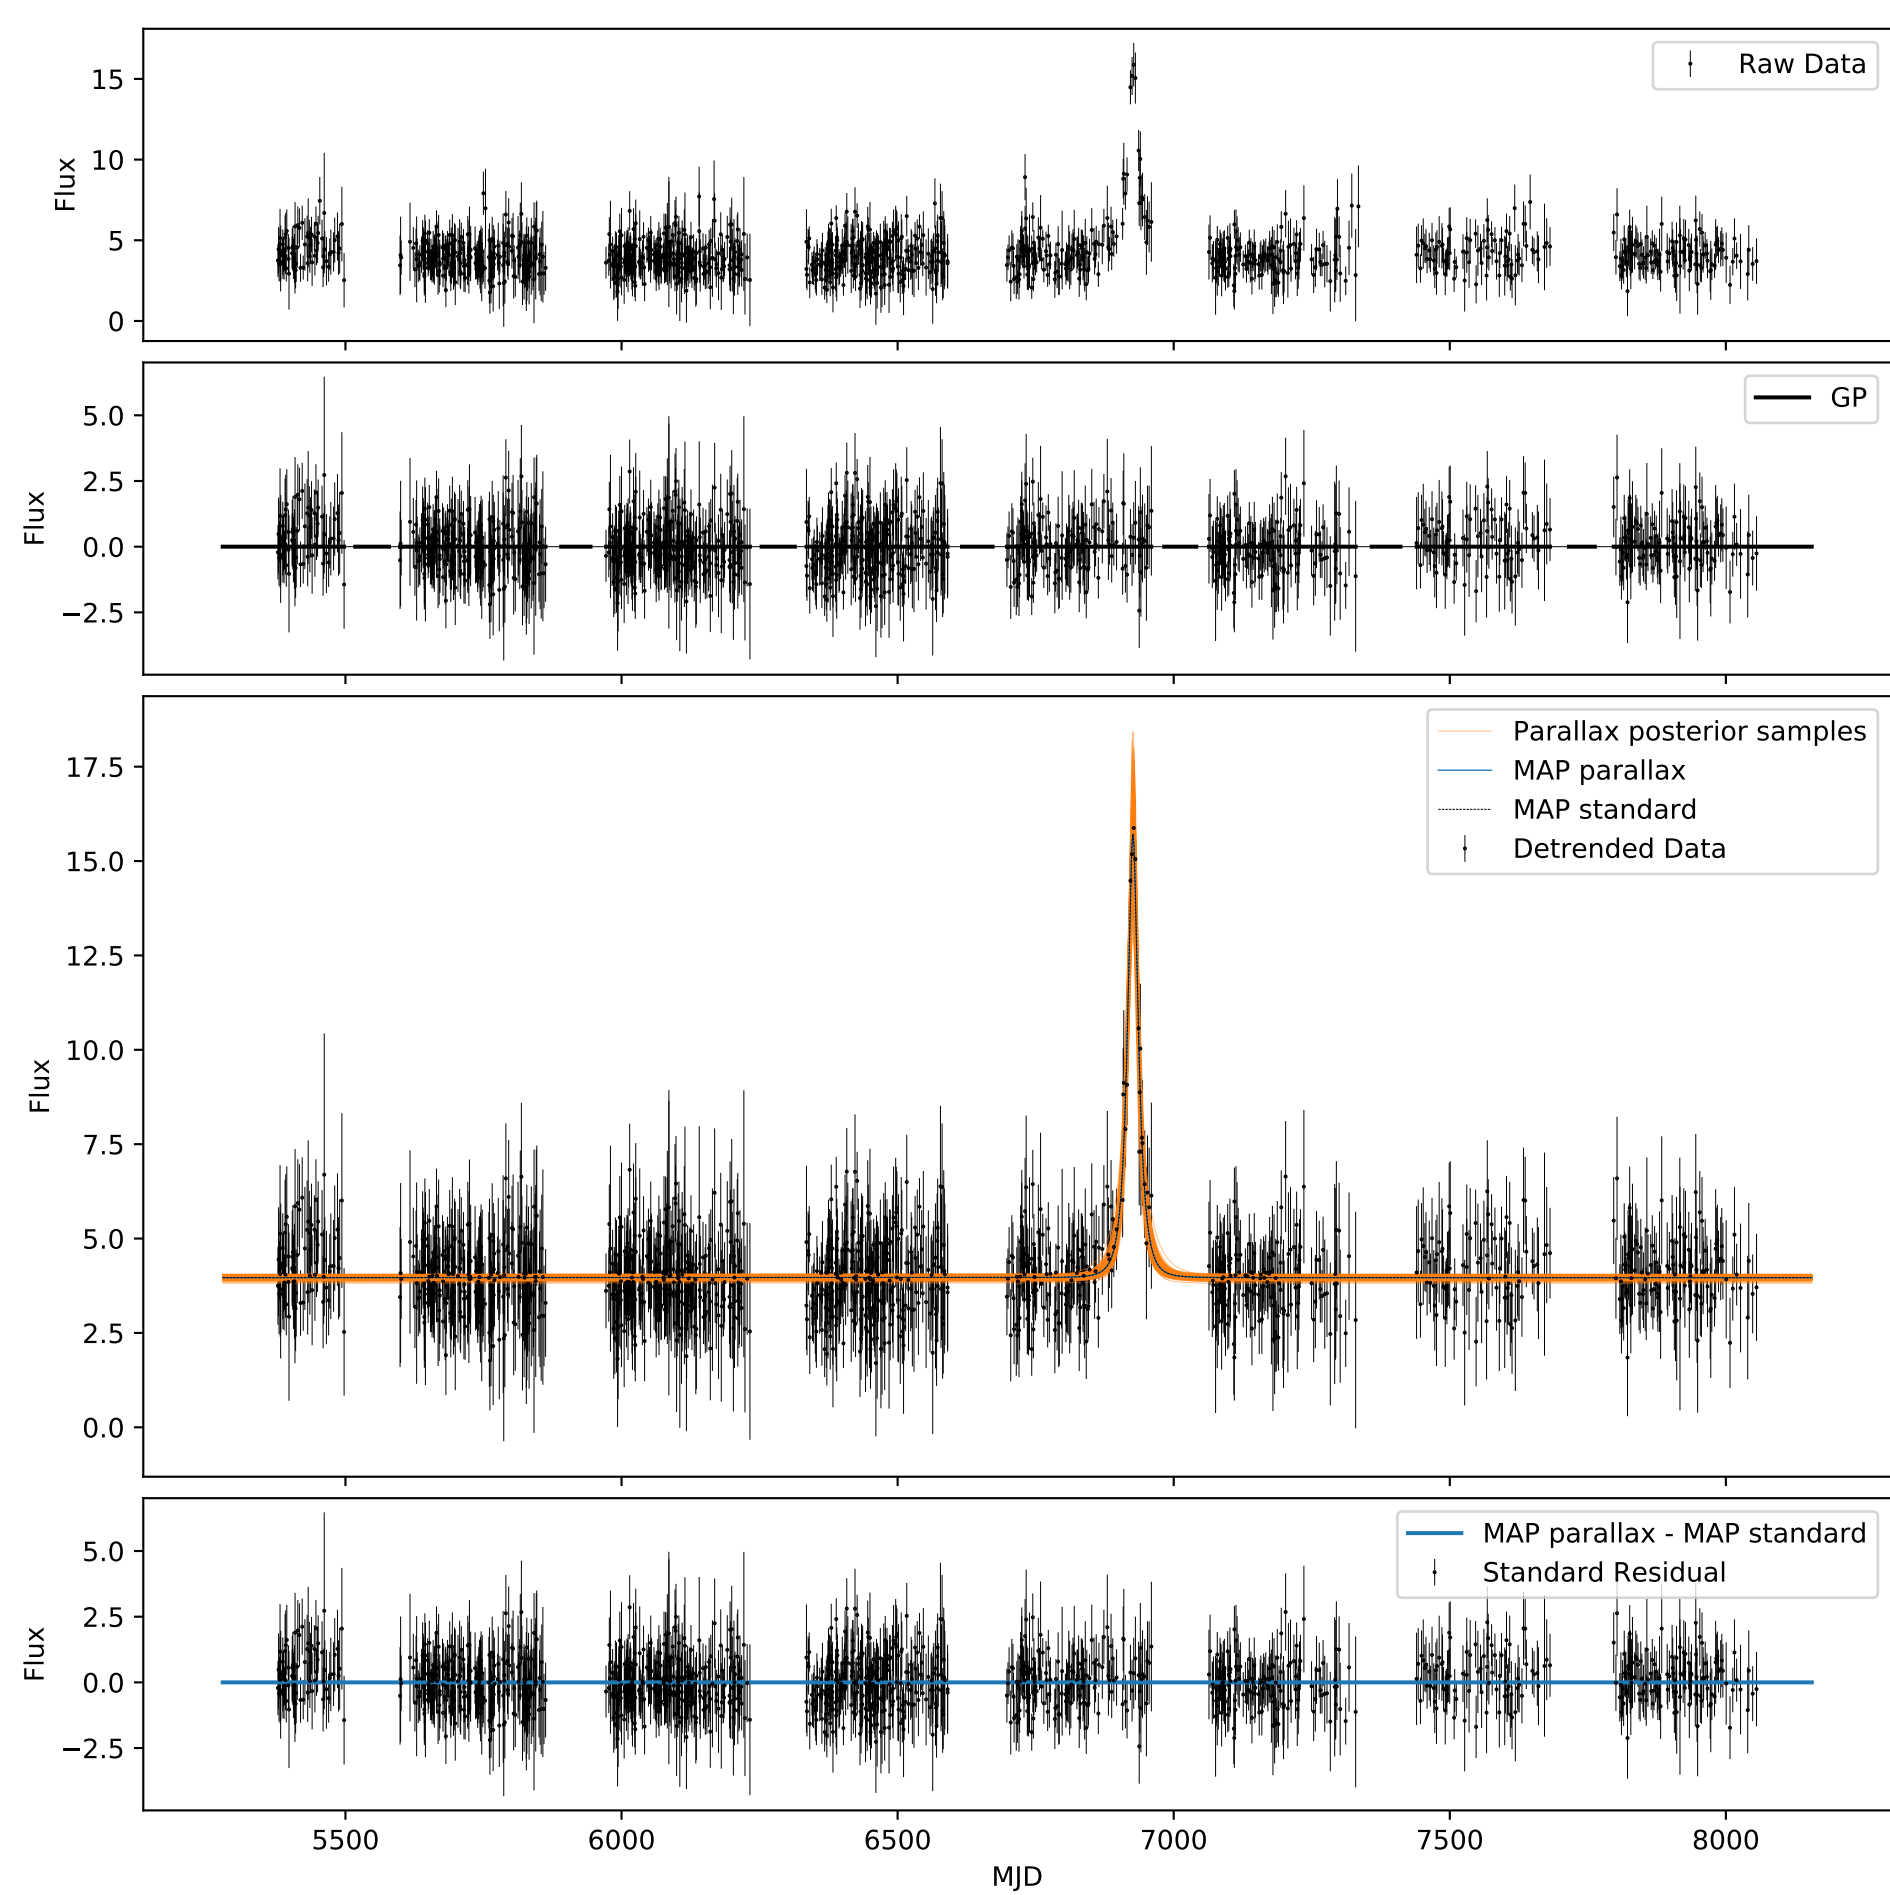 Flux
15
10
5
0
Raw Data
Flux
5.0
2.5
0.0
−2.5
GP
Flux
17.5
15.0
12.5
10.0
7.5
5.0
2.5
0.0
Parallax posterior samples
MAP parallax
MAP standard
Detrended Data
Flux
5.0
2.5
0.0
−2.5
MAP parallax - MAP standard
Standard Residual
5500 6000 6500 7000 7500 8000
MJD